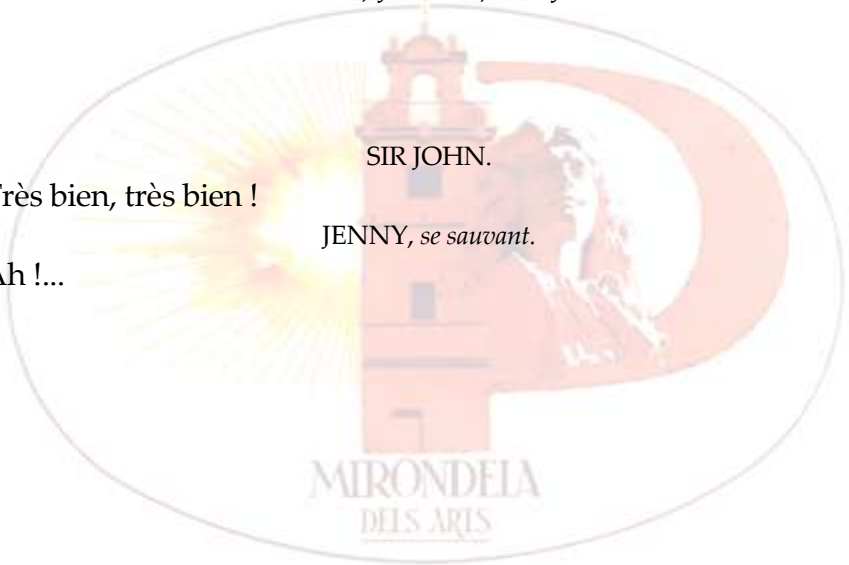 SIR JOHN.
Très bien, très bien !
JENNY, se sauvant.
Ah !...
MIRONDELA
DELS ARTS